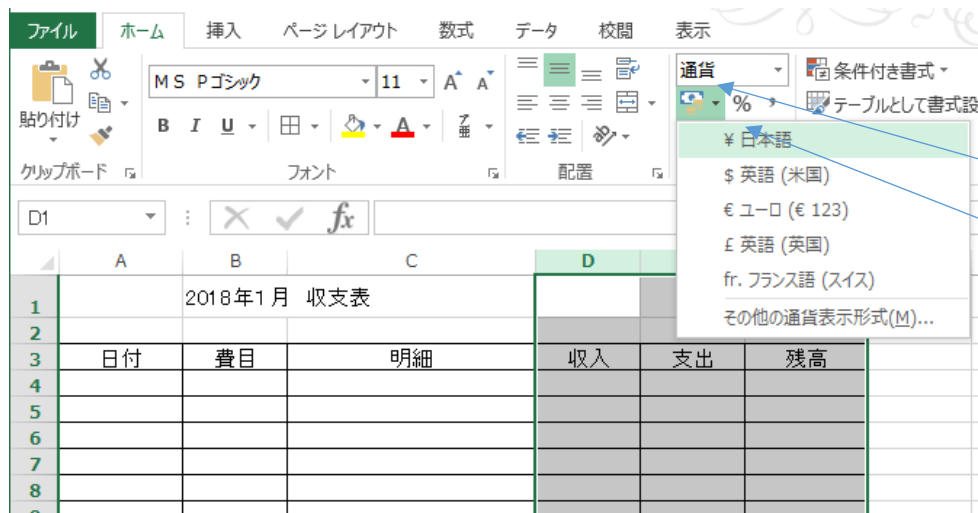 ファイル ホーム 挿入 ページ レイアウト 数式 データ 校閲 表示
ＭＳ Ｐゴシック 11 A A 通貨 条件付き書式
貼り付け B I U A ア亜 % , テーブルとして書式設
クリップボード フォント 配置
¥ 日本語
$ 英語 (米国)
€ ユーロ (€ 123)
£ 英語 (英国)
fr. フランス語 (スイス)
その他の通貨表示形式(M)...
D1 fx
A B C D
1 2018年1月 収支表
2
3 日付 費目 明細 収入 支出 残高
4
5
6
7
8